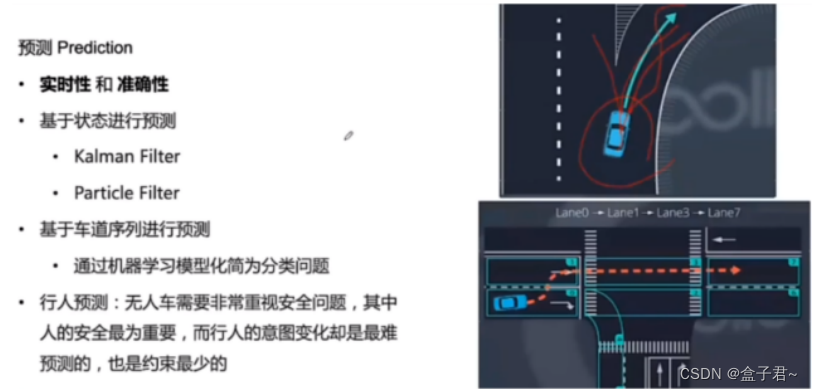 预测 Prediction
• 实时性 和 准确性
• 基于状态进行预测
• Kalman Filter
• Particle Filter
• 基于车道序列进行预测
• 通过机器学习模型化简为分类问题
• 行人预测：无人车需要非常重视安全问题，其中
人的安全最为重要，而行人的意图变化却是最难
预测的，也是约束最少的
Lane0 → Lane1 → Lane3 → Lane7
CSDN @盒子君~